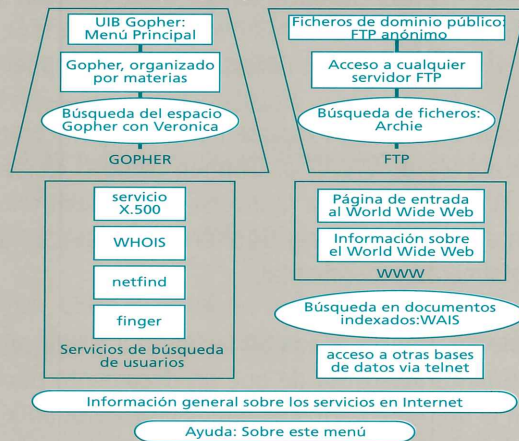 UIB Gopher:
Menú Principal
Gopher, organizado
por materias
Búsqueda del espacio
Gopher con Veronica
GOPHER
Ficheros de dominio público:
FTP anónimo
Acceso a cualquier
servidor FTP
Búsqueda de ficheros:
Archie
FTP
servicio
X.500
WHOIS
netfind
finger
Servicios de búsqueda
de usuarios
Página de entrada
al World Wide Web
Información sobre
el World Wide Web
WWW
Búsqueda en documentos
indexados:WAIS
acceso a otras bases
de datos via telnet
Información general sobre los servicios en Internet
Ayuda: Sobre este menú